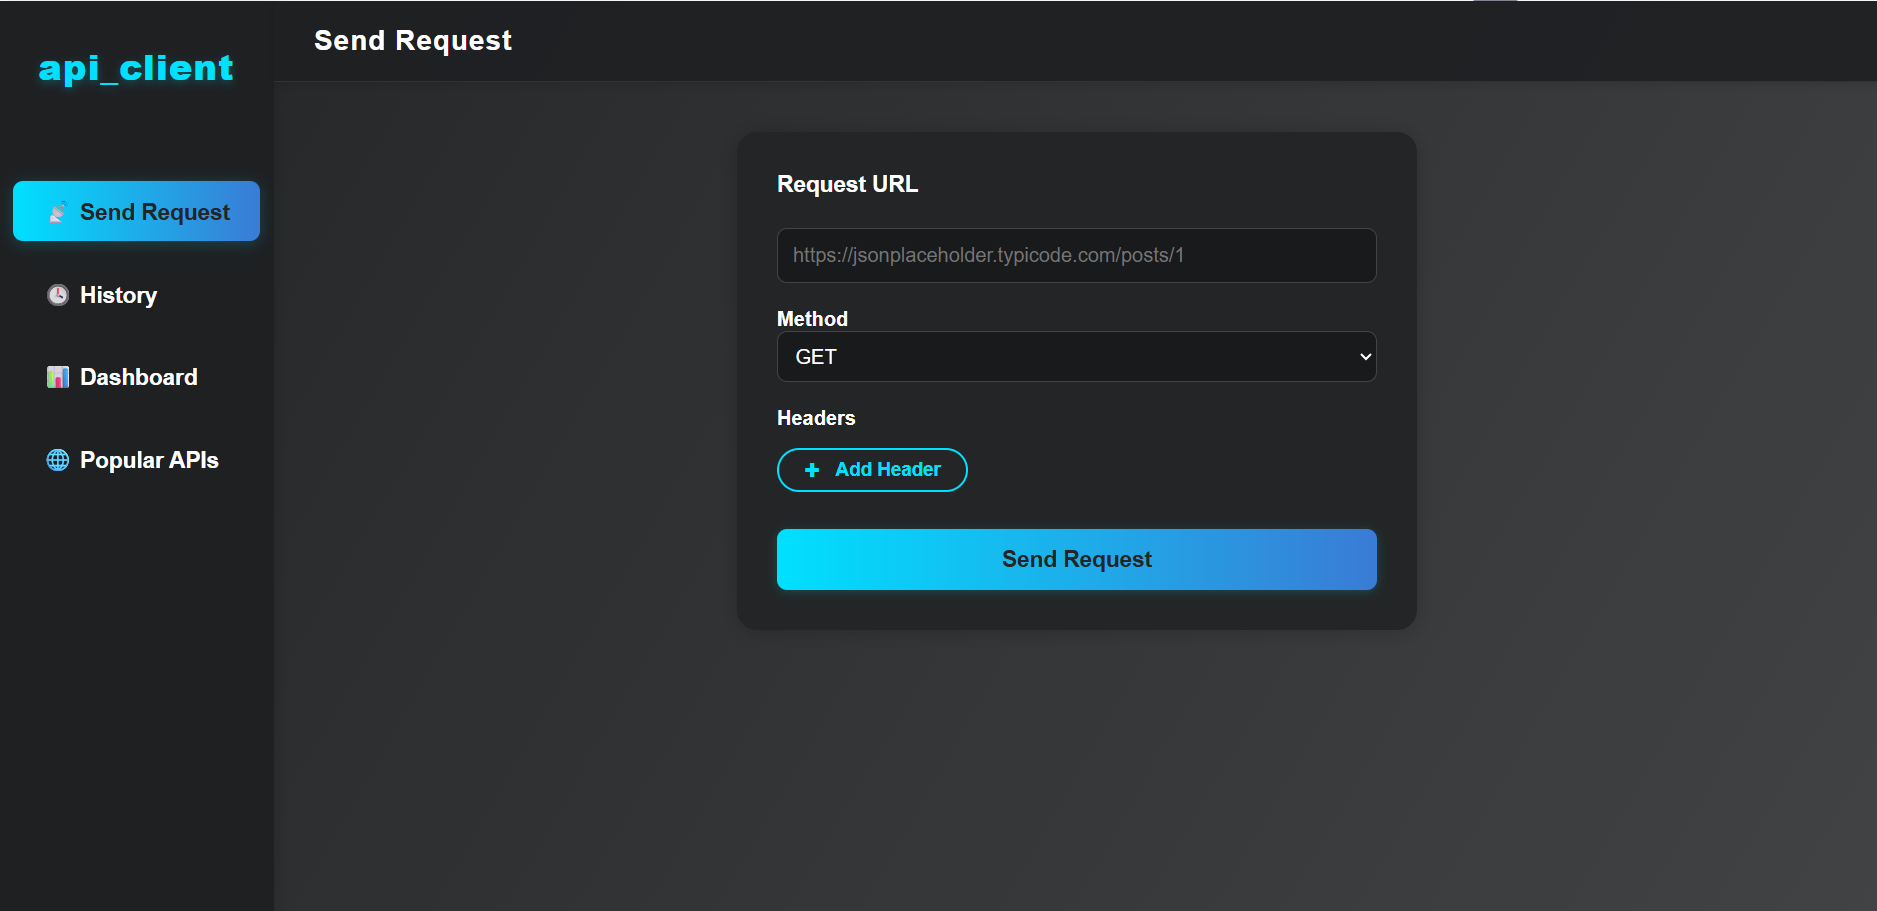 api_client
Send Request
History
Dashboard
Popular APIs
Send Request
Request URL
https://jsonplaceholder.typicode.com/posts/1
Method
GET
Headers
+ Add Header
Send Request